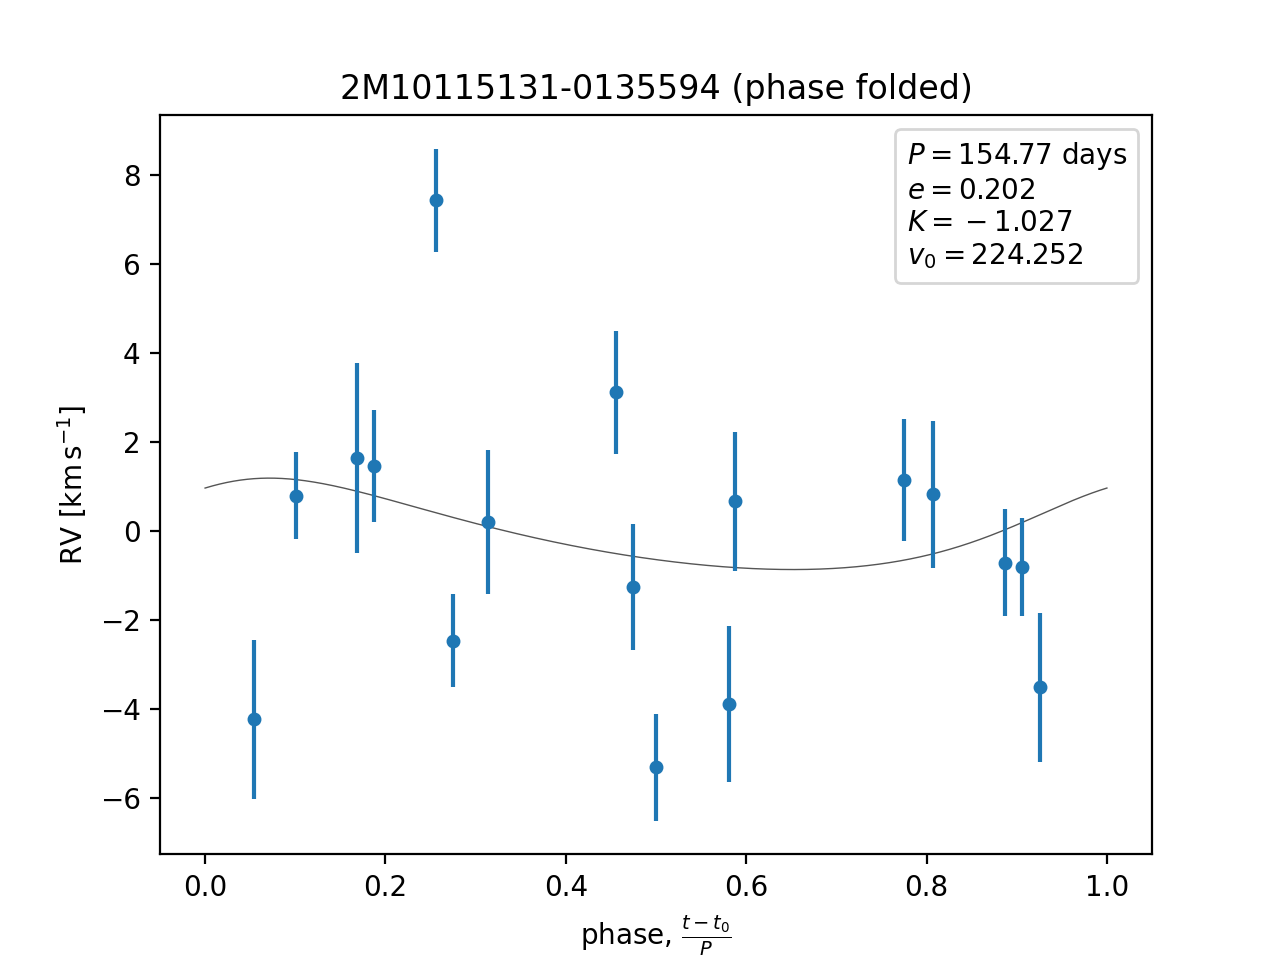 2M10115131-0135594 (phase folded)
P = 154.77 days
e = 0.202
K = −1.027
v₀ = 224.252
RV [km s⁻¹]
8
6
4
2
0
−2
−4
−6
0.0 0.2 0.4 0.6 0.8 1.0
phase, (t − t₀)/P